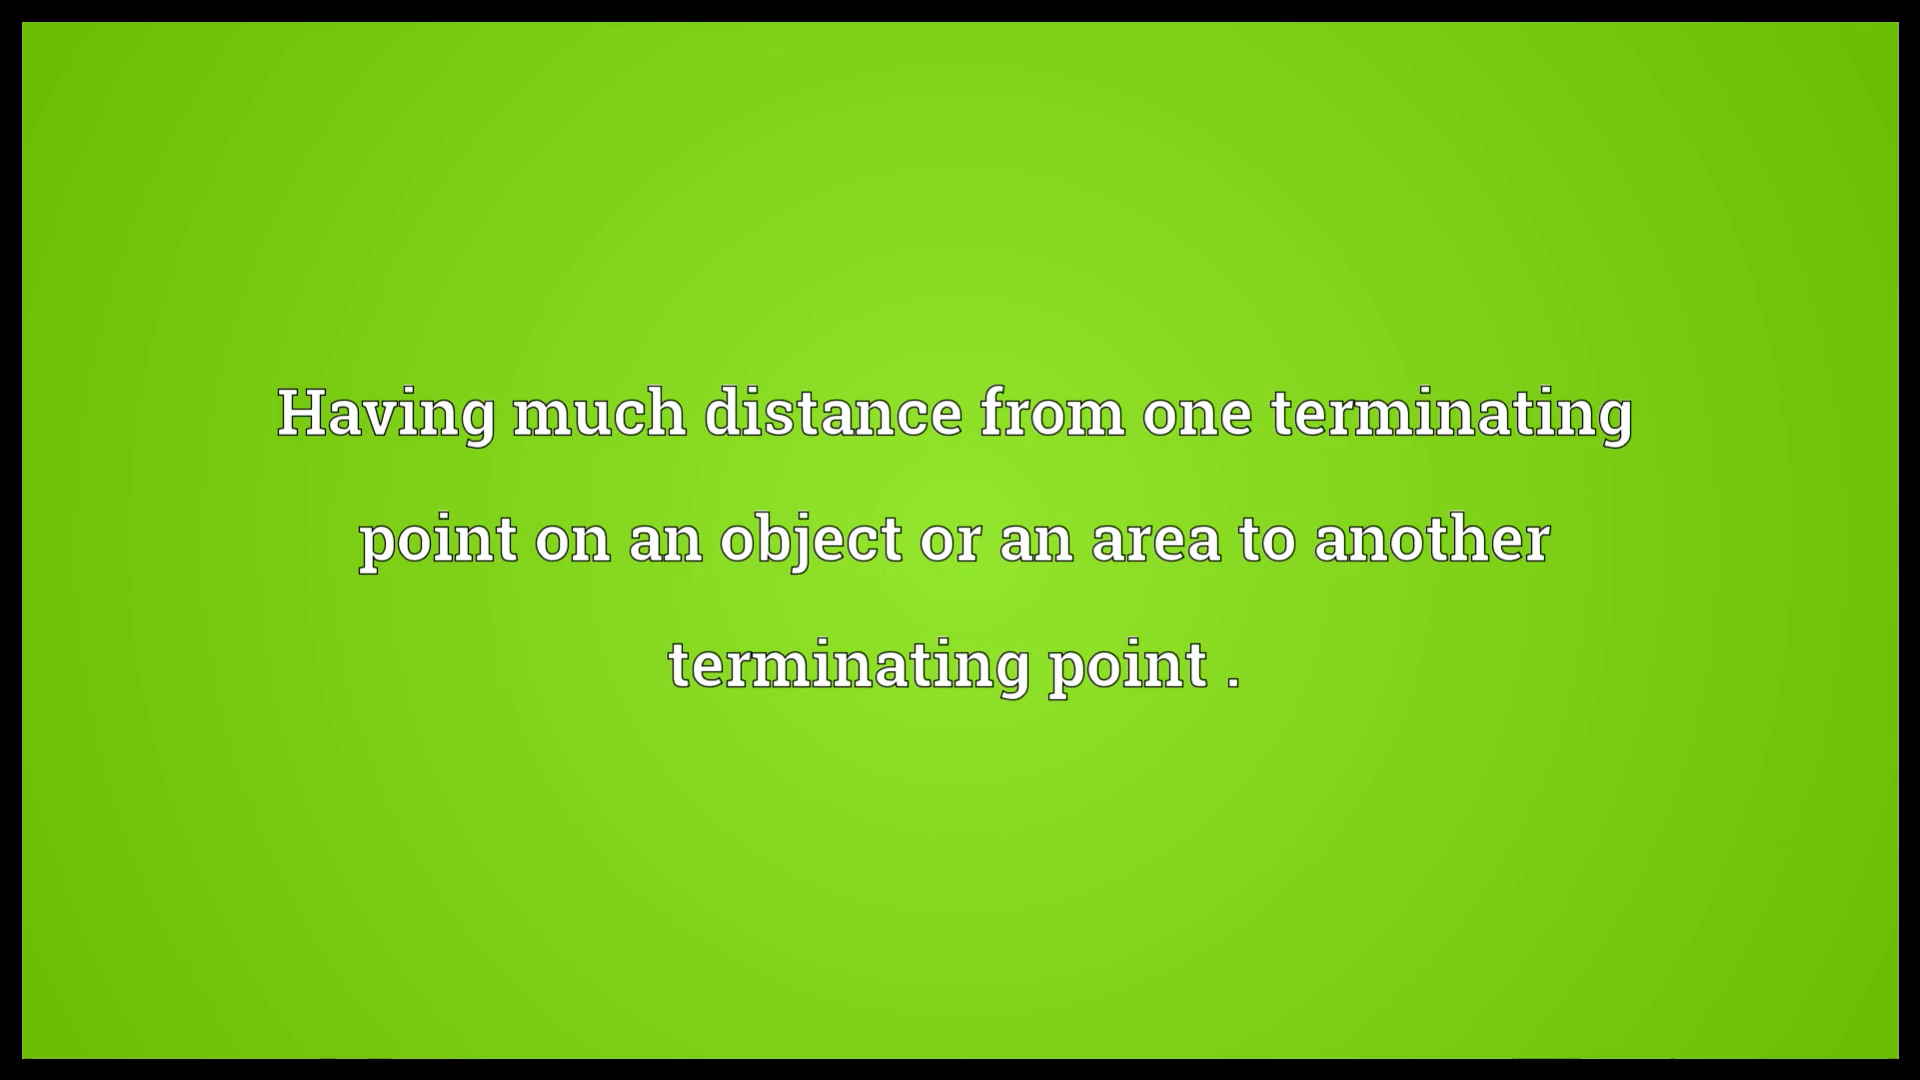 Having much distance from one terminating
point on an object or an area to another
terminating point .